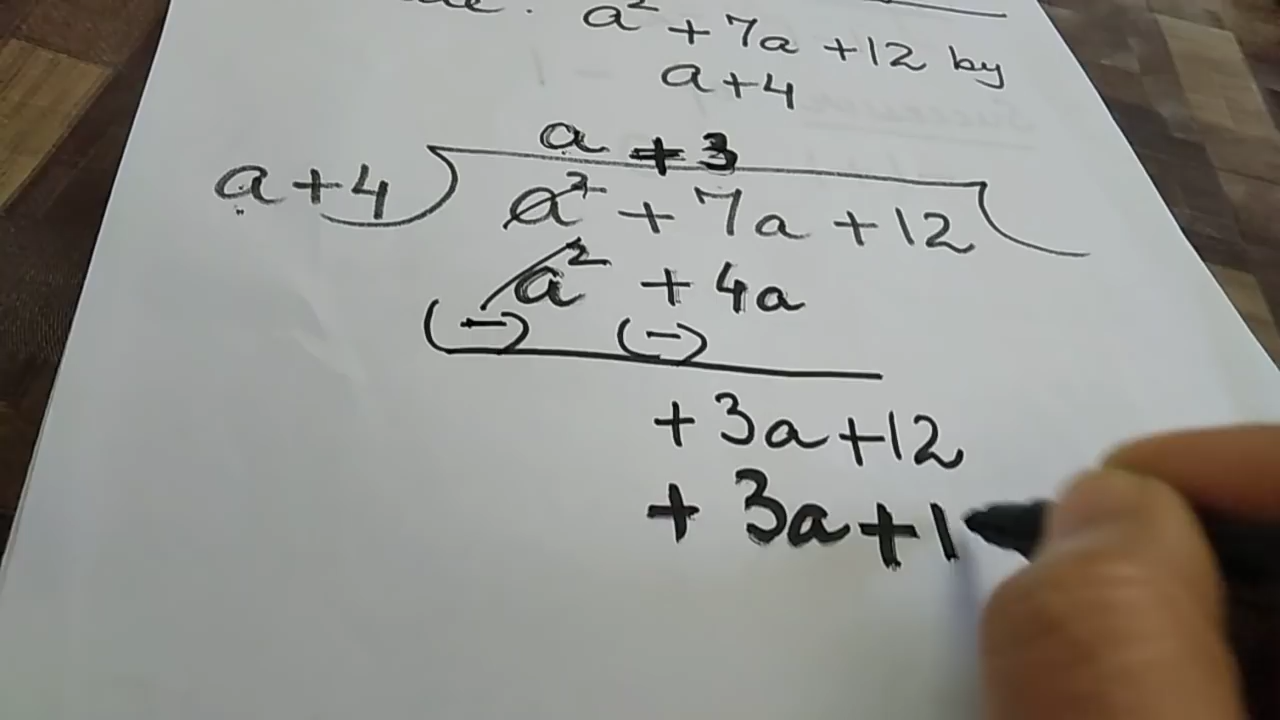 a² + 7a + 12 by
a + 4
a + 3
a + 4 ) a² + 7a + 12 (
a² + 4a
(-) (-)
+ 3a + 12
+ 3a + 1